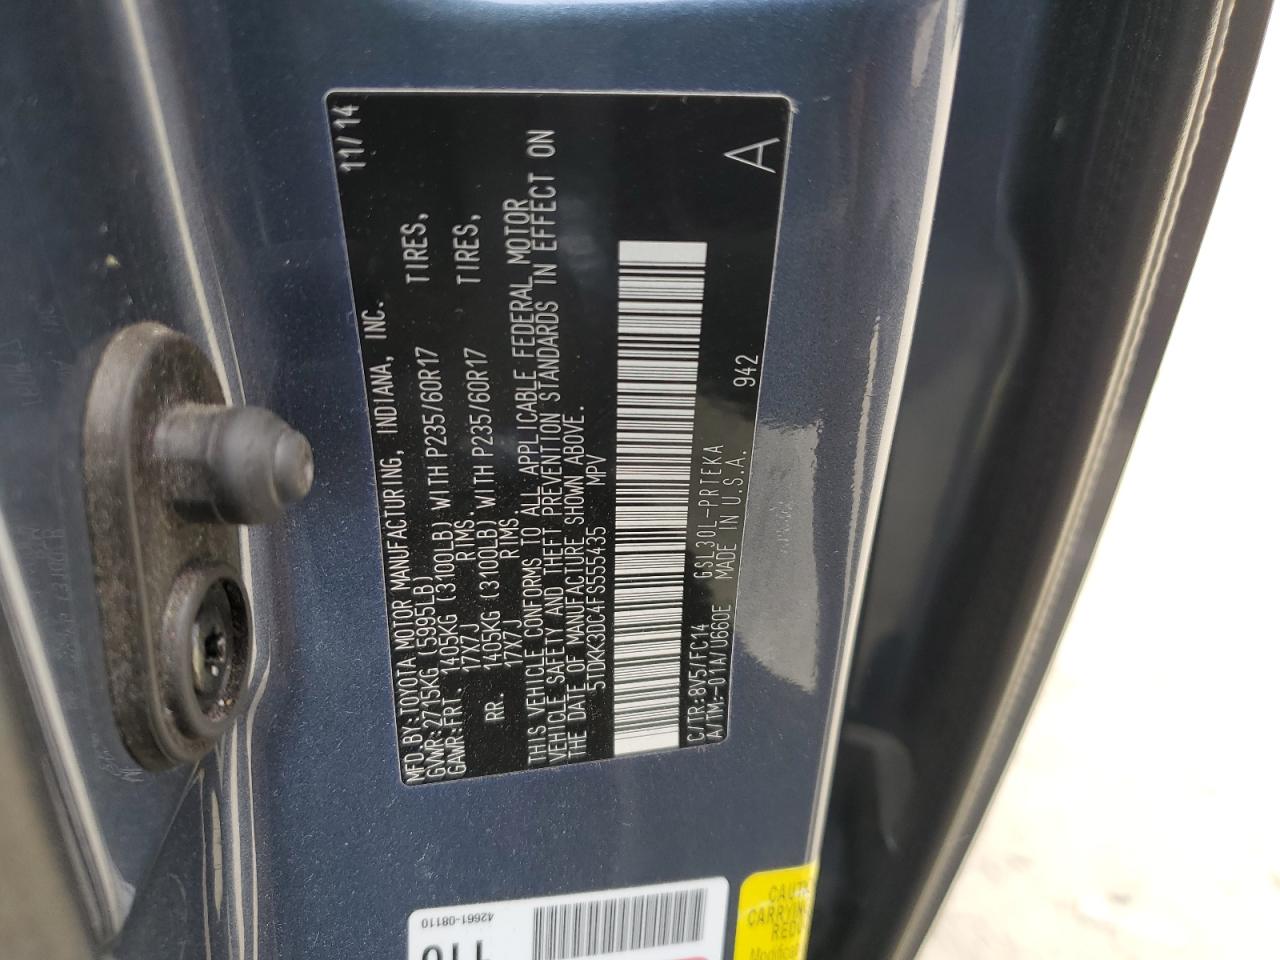 MFD.BY:TOYOTA MOTOR MANUFACTURING, INDIANA, INC. 11/14
GVWR:2715KG (5995LB)
GAWR:FRT. 1405KG (3100LB) WITH P235/60R17 TIRES,
17X7J RIMS.
RR. 1405KG (3100LB) WITH P235/60R17 TIRES,
17X7J RIMS.
THIS VEHICLE CONFORMS TO ALL APPLICABLE FEDERAL MOTOR
VEHICLE SAFETY AND THEFT PREVENTION STANDARDS IN EFFECT ON
THE DATE OF MANUFACTURE SHOWN ABOVE.
5TDKK3DC4FS555435 MPV
C/TR:8V5/FC14 GSL30L-PRTEKA 942
A/TM:-01A/U660E MADE IN U.S.A.
A
42661-08110
CARRYING